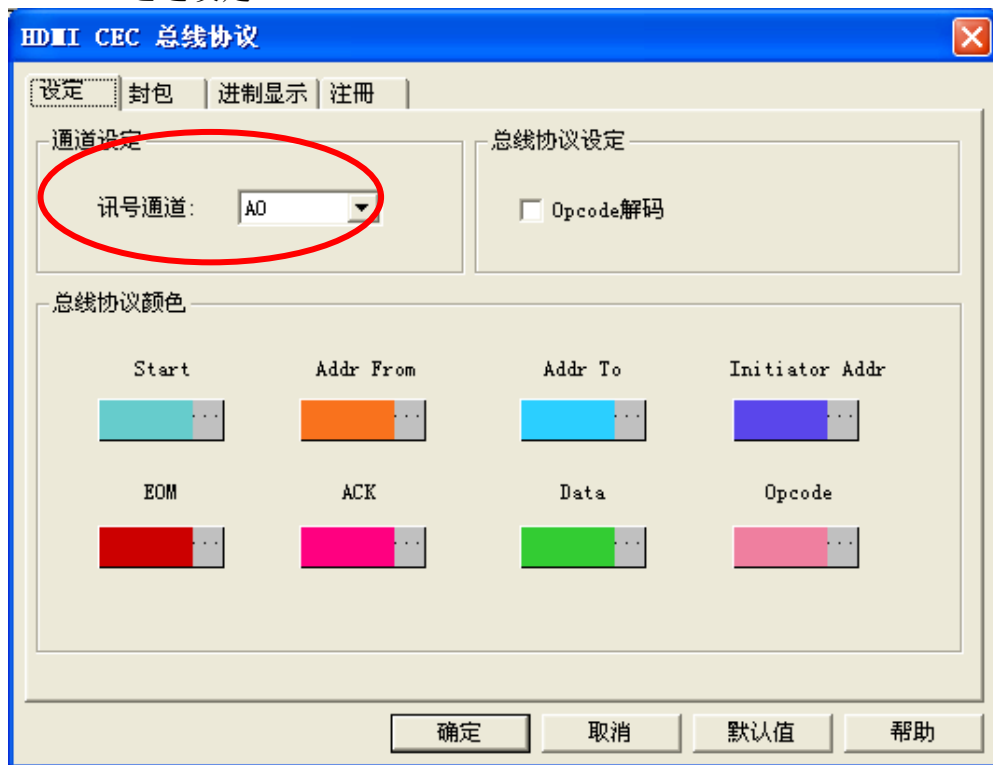 HDMI CEC 总线协议
设定 封包 进制显示 注册
通道设定
讯号通道: A0
总线协议设定
Opcode解码
总线协议颜色
Start Addr From Addr To Initiator Addr
... ... ... ...
EOM ACK Data Opcode
... ... ... ...
确定 取消 默认值 帮助